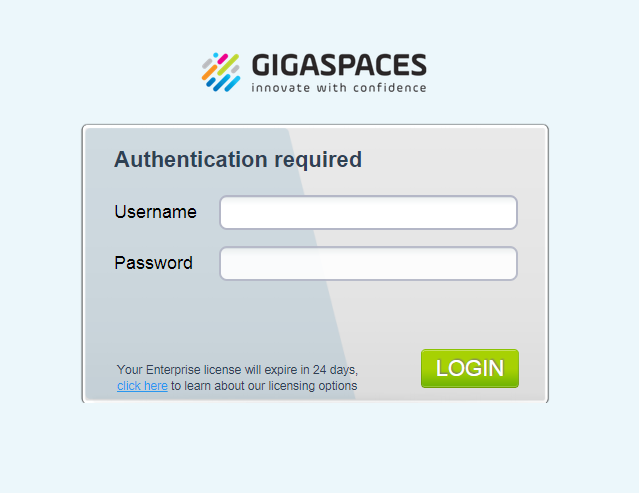 GIGASPACES
innovate with confidence
Authentication required
Username
Password
Your Enterprise license will expire in 24 days,
click here to learn about our licensing options
LOGIN